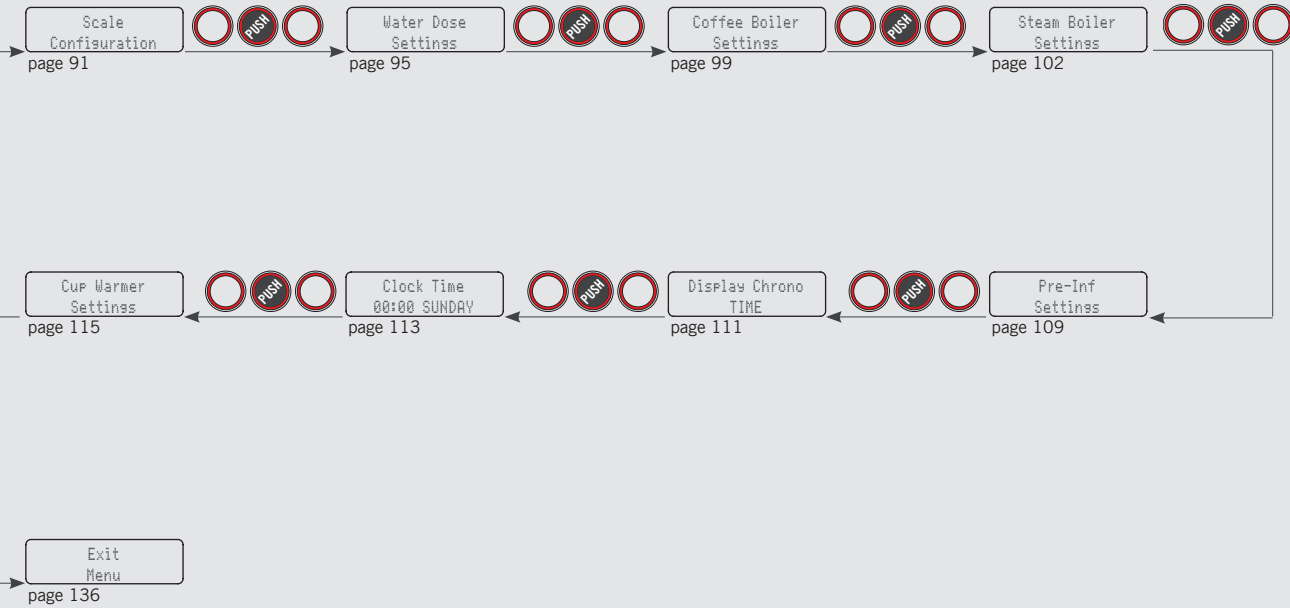 Scale
Configuration
page 91
PUSH
Water Dose
Settings
page 95
PUSH
Coffee Boiler
Settings
page 99
PUSH
Steam Boiler
Settings
page 102
PUSH
Cup Warmer
Settings
page 115
PUSH
Clock Time
00:00 SUNDAY
page 113
PUSH
Display Chrono
TIME
page 111
PUSH
Pre-Inf
Settings
page 109
Exit
Menu
page 136